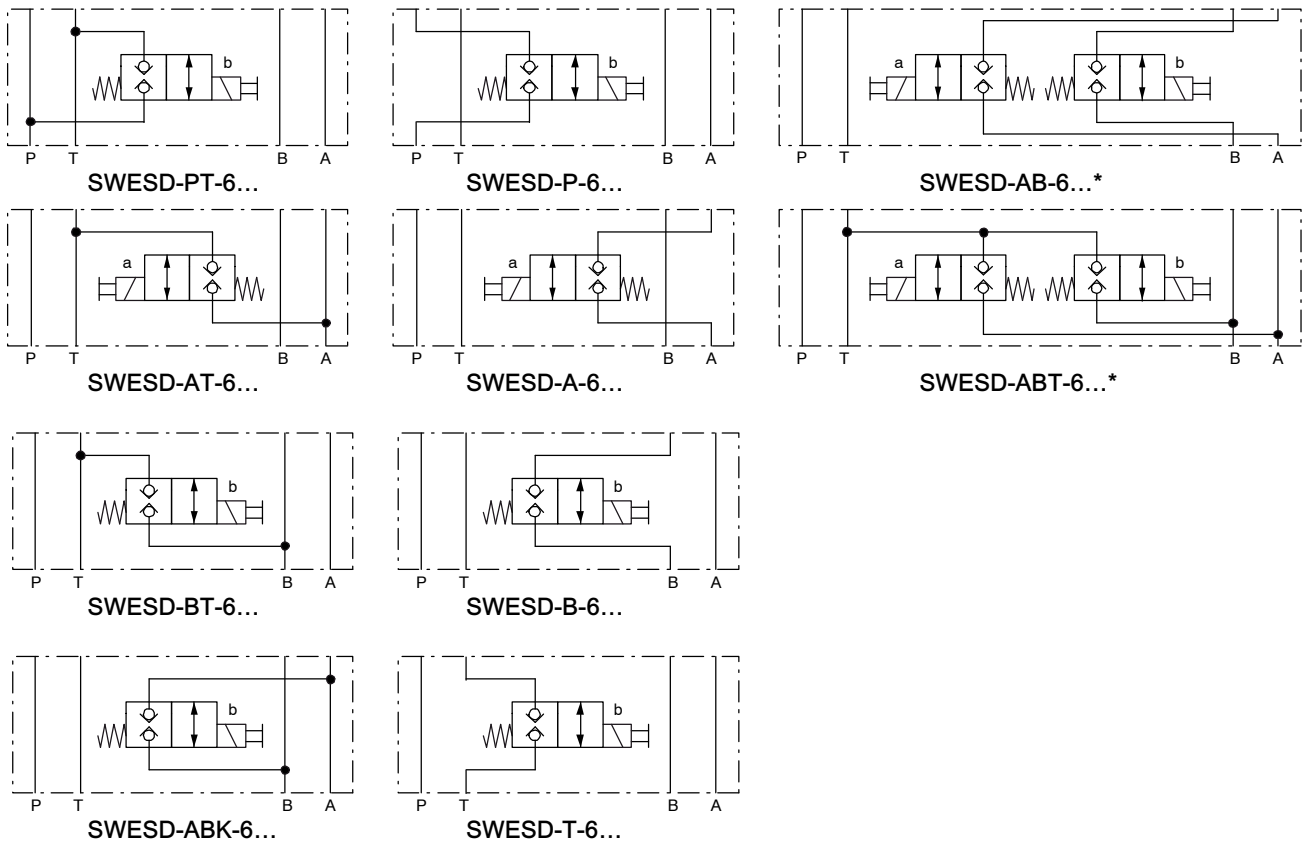 b
b
a b
P T B A
P T B A
P T B A
SWESD-PT-6...
SWESD-P-6...
SWESD-AB-6...*
a
a
a b
P T B A
P T B A
P T B A
SWESD-AT-6...
SWESD-A-6...
SWESD-ABT-6...*
b
b
P T B A
P T B A
SWESD-BT-6...
SWESD-B-6...
b
b
P T B A
P T B A
SWESD-ABK-6...
SWESD-T-6...